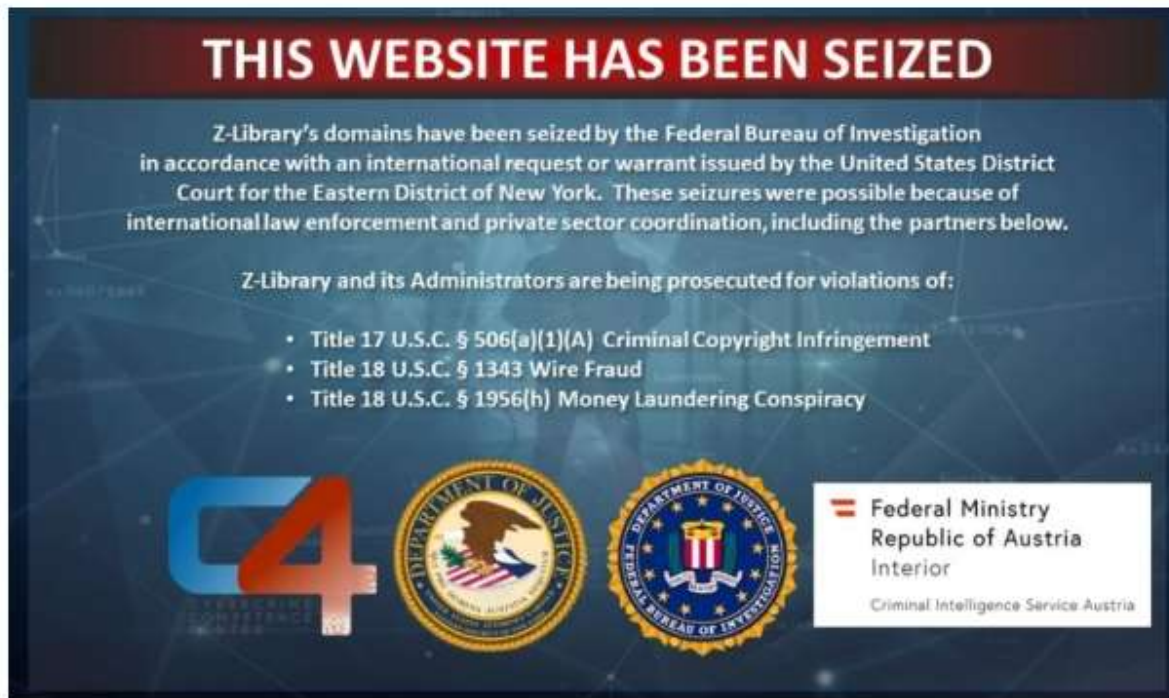 THIS WEBSITE HAS BEEN SEIZED
Z-Library's domains have been seized by the Federal Bureau of Investigation
in accordance with an international request or warrant issued by the United States District
Court for the Eastern District of New York. These seizures were possible because of
international law enforcement and private sector coordination, including the partners below.
Z-Library and its Administrators are being prosecuted for violations of:
• Title 17 U.S.C. § 506(a)(1)(A) Criminal Copyright Infringement
• Title 18 U.S.C. § 1343 Wire Fraud
• Title 18 U.S.C. § 1956(h) Money Laundering Conspiracy
C4
CYBERCRIME
COMPETENCE
CENTER
DEPARTMENT OF JUSTICE
DEPARTMENT OF JUSTICE
FEDERAL BUREAU OF INVESTIGATION
Federal Ministry
Republic of Austria
Interior
Criminal Intelligence Service Austria